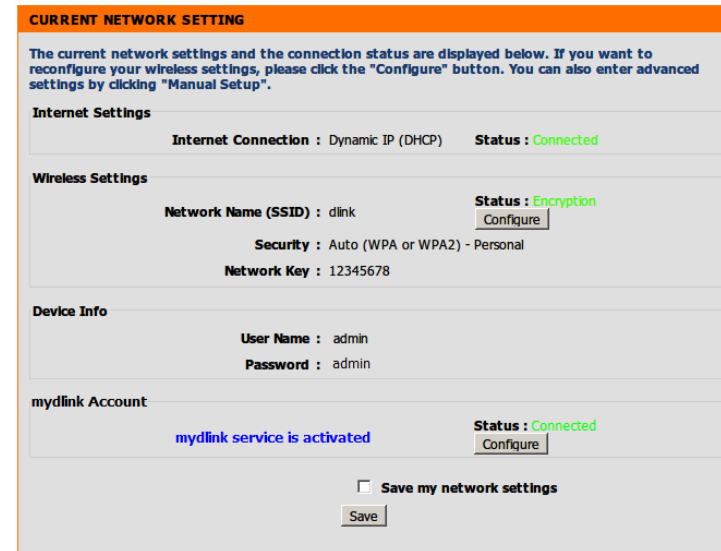 CURRENT NETWORK SETTING
The current network settings and the connection status are displayed below. If you want to
reconfigure your wireless settings, please click the "Configure" button. You can also enter advanced
settings by clicking "Manual Setup".
Internet Settings
Internet Connection : Dynamic IP (DHCP) Status : Connected
Wireless Settings
Status : Encryption
Network Name (SSID) : dlink Configure
Security : Auto (WPA or WPA2) - Personal
Network Key : 12345678
Device Info
User Name : admin
Password : admin
mydlink Account
Status : Connected
mydlink service is activated Configure
Save my network settings
Save